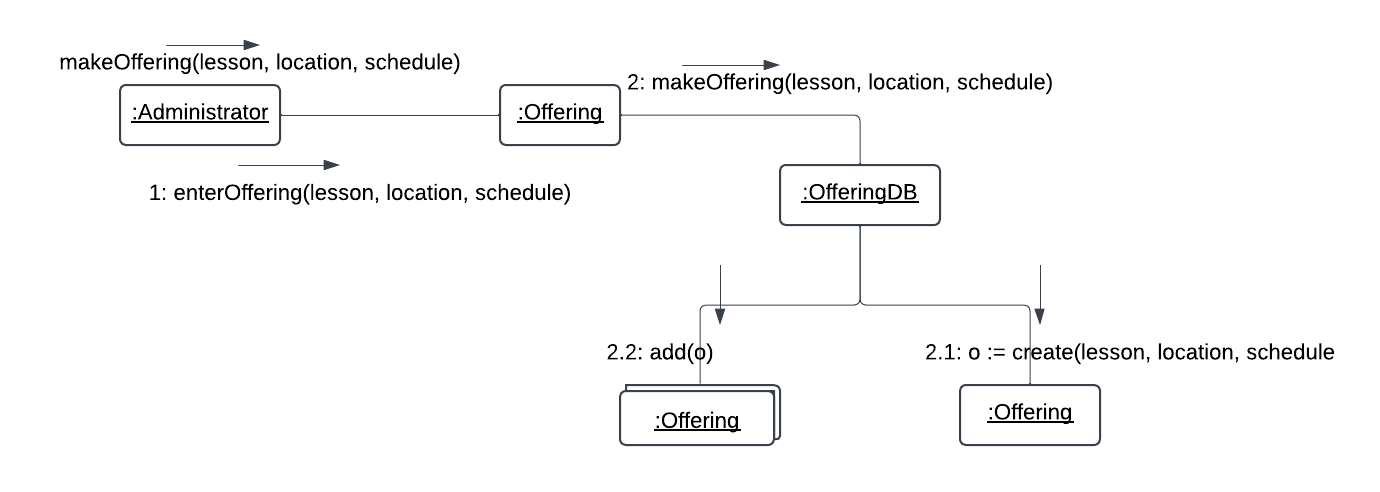 makeOffering(lesson, location, schedule)
2: makeOffering(lesson, location, schedule)
:Administrator
:Offering
1: enterOffering(lesson, location, schedule)
:OfferingDB
2.2: add(o)
2.1: o := create(lesson, location, schedule
:Offering
:Offering